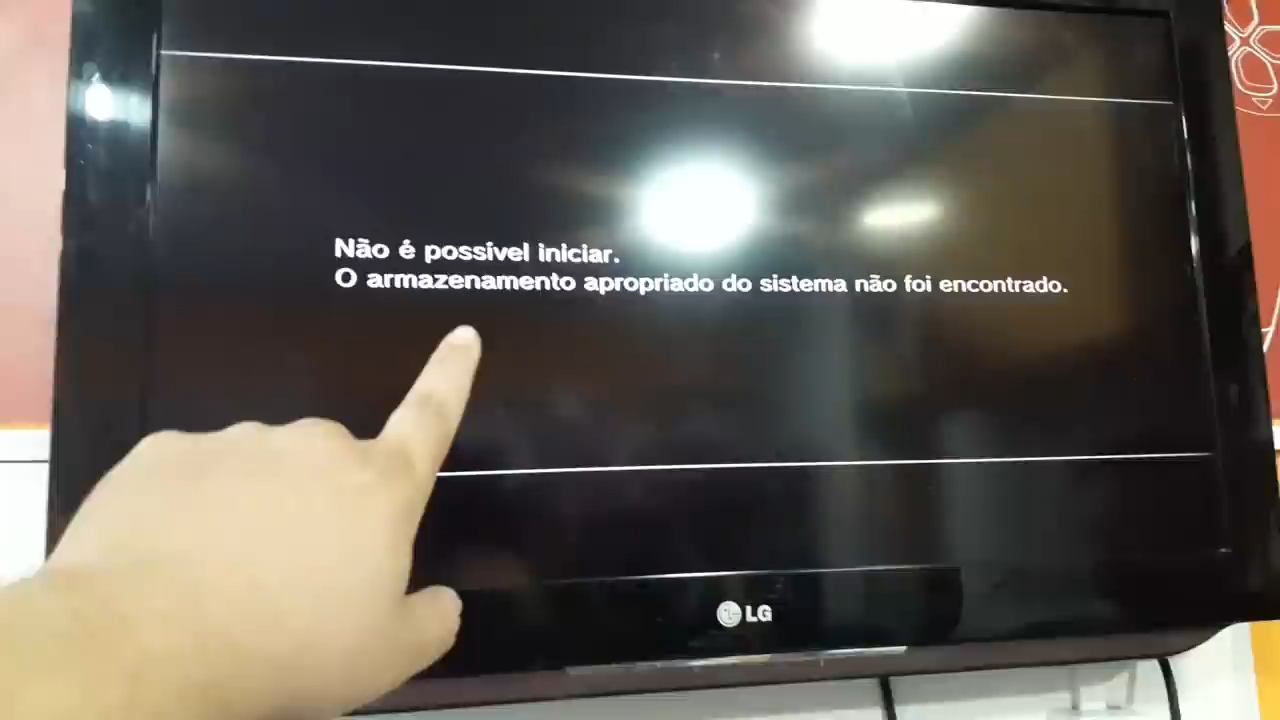 Não é possível iniciar.
O armazenamento apropriado do sistema não foi encontrado.
LG